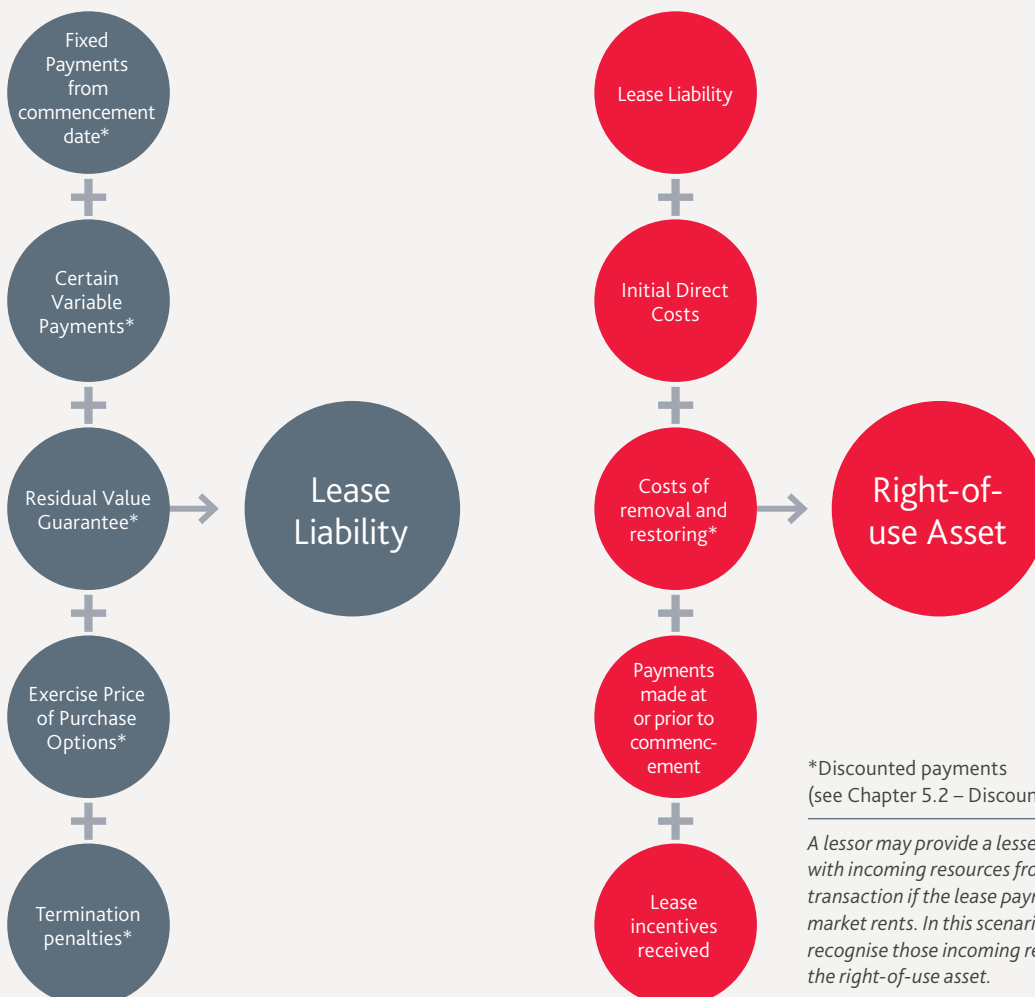 Fixed
Payments
from
commencement
date*
Certain
Variable
Payments*
Residual Value
Guarantee*
Exercise Price
of Purchase
Options*
Termination
penalties*
Lease
Liability
Lease Liability
Initial Direct
Costs
Costs of
removal and
restoring*
Payments
made at
or prior to
commenc-
ement
Lease
incentives
received
Right-of-
use Asset
*Discounted payments
(see Chapter 5.2 – Discoun
A lessor may provide a lesse
with incoming resources fro
transaction if the lease payn
market rents. In this scenari
recognise those incoming re
the right-of-use asset.